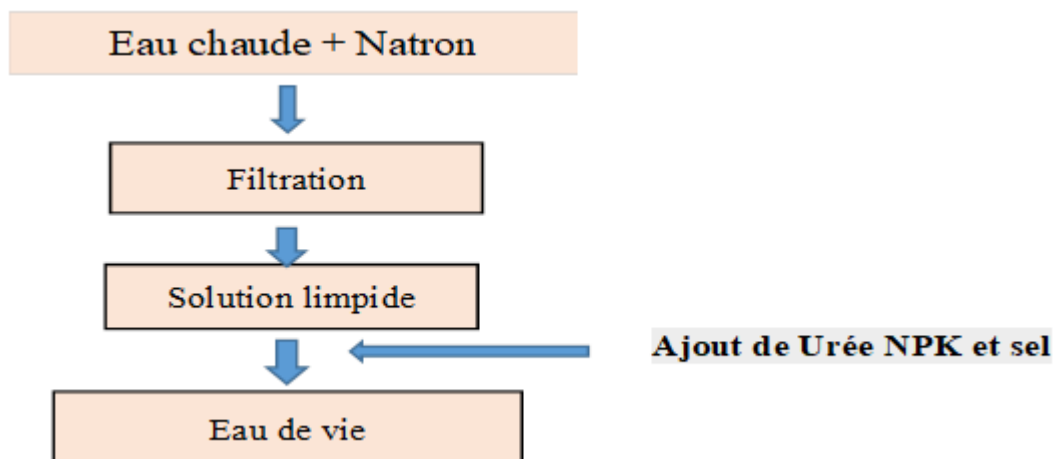 Eau chaude + Natron
Filtration
Solution limpide
Ajout de Urée NPK et sel
Eau de vie